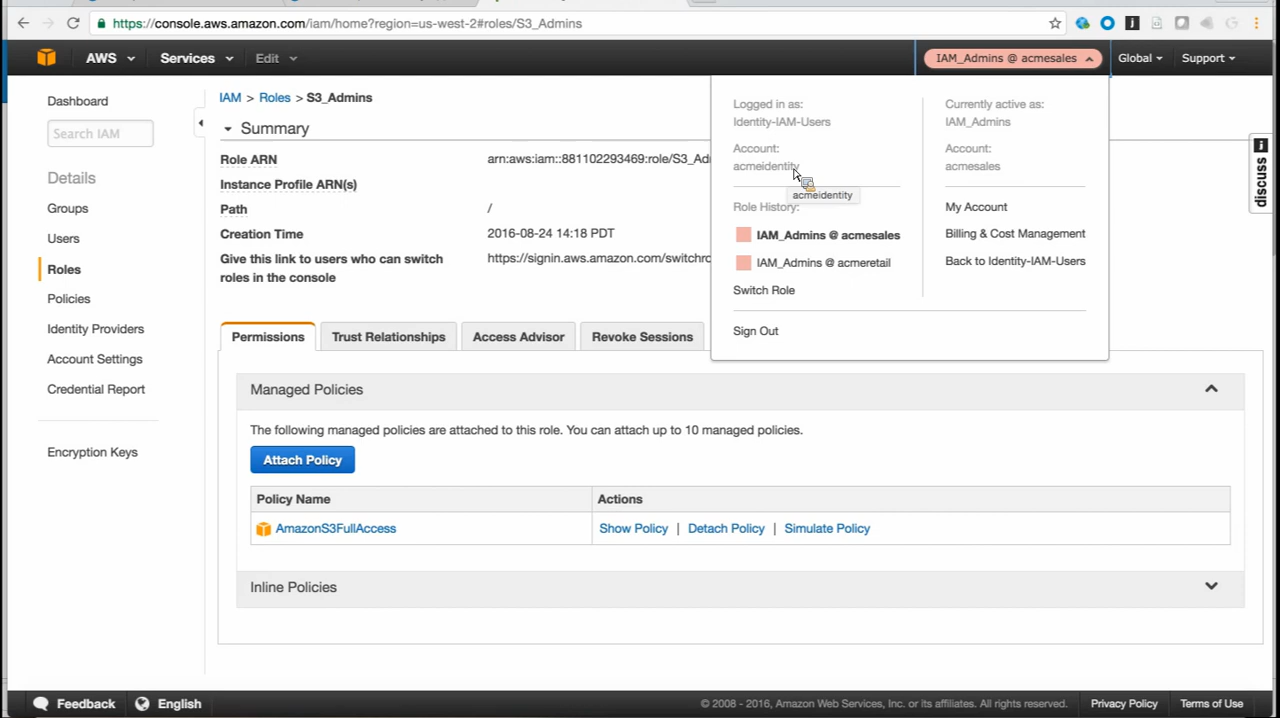 https://console.aws.amazon.com/iam/home?region=us-west-2#roles/S3_Admins
AWS Services Edit IAM_Admins @ acmesales Global Support
Dashboard
Search IAM
Details
Groups
Users
Roles
Policies
Identity Providers
Account Settings
Credential Report
Encryption Keys
IAM > Roles > S3_Admins
Summary
Role ARN arn:aws:iam::881102293469:role/S3_Ad
Instance Profile ARN(s)
Path /
Creation Time 2016-08-24 14:18 PDT
Give this link to users who can switch roles in the console https://signin.aws.amazon.com/switchro
Logged in as:
Identity-IAM-Users
Account:
acmeidentity
acmeidentity
Role History:
IAM_Admins @ acmesales
IAM_Admins @ acmeretail
Switch Role
Sign Out
Currently active as:
IAM_Admins
Account:
acmesales
My Account
Billing & Cost Management
Back to Identity-IAM-Users
discuss
Permissions Trust Relationships Access Advisor Revoke Sessions
Managed Policies
The following managed policies are attached to this role. You can attach up to 10 managed policies.
Attach Policy
Policy Name Actions
AmazonS3FullAccess Show Policy | Detach Policy | Simulate Policy
Inline Policies
Feedback English © 2008 - 2016, Amazon Web Services, Inc. or its affiliates. All rights reserved. Privacy Policy Terms of Use